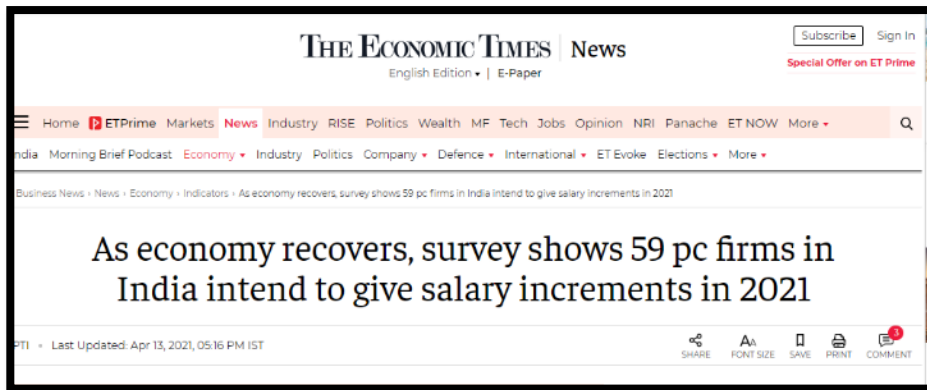 THE ECONOMIC TIMES | News
Subscribe Sign In
English Edition | E-Paper
Special Offer on ET Prime
Home ETPrime Markets News Industry RISE Politics Wealth MF Tech Jobs Opinion NRI Panache ET NOW More
ndia Morning Brief Podcast Economy Industry Politics Company Defence International ET Evoke Elections More
Business News › News › Economy › Indicators › As economy recovers, survey shows 59 pc firms in India intend to give salary increments in 2021
As economy recovers, survey shows 59 pc firms in
India intend to give salary increments in 2021
PTI • Last Updated: Apr 13, 2021, 05:16 PM IST
3
SHARE FONT SIZE SAVE PRINT COMMENT